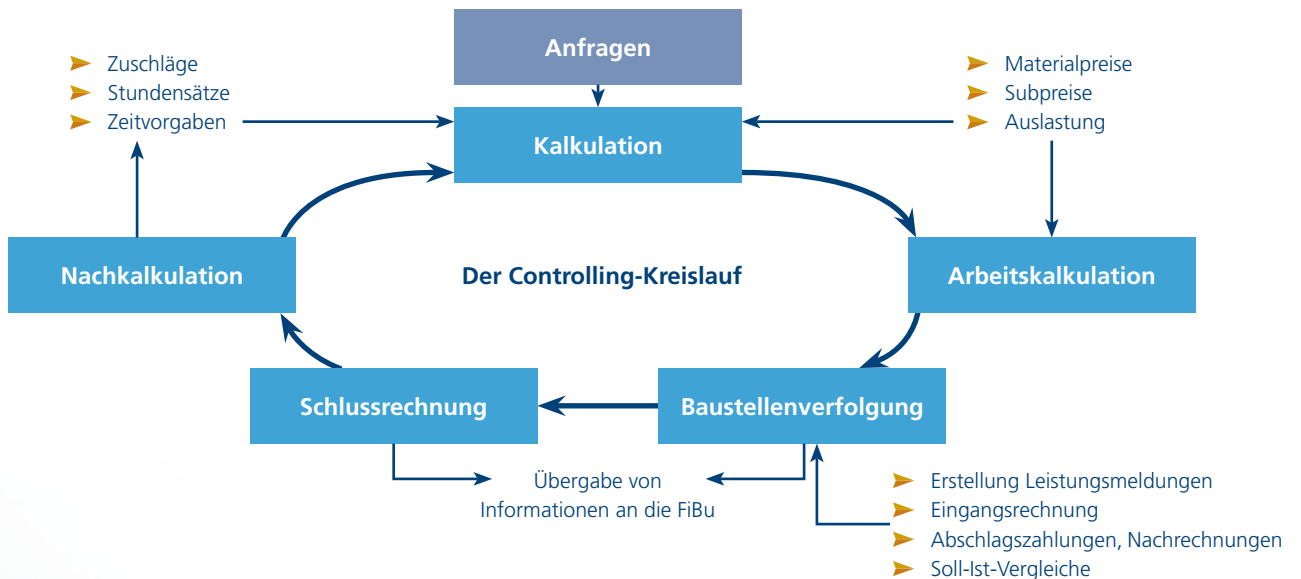 Anfragen
Zuschläge
Stundensätze
Zeitvorgaben
Materialpreise
Subpreise
Auslastung
Kalkulation
Nachkalkulation
Der Controlling-Kreislauf
Arbeitskalkulation
Schlussrechnung
Baustellenverfolgung
Übergabe von
Informationen an die FiBu
Erstellung Leistungsmeldungen
Eingangsrechnung
Abschlagszahlungen, Nachrechnungen
Soll-Ist-Vergleiche